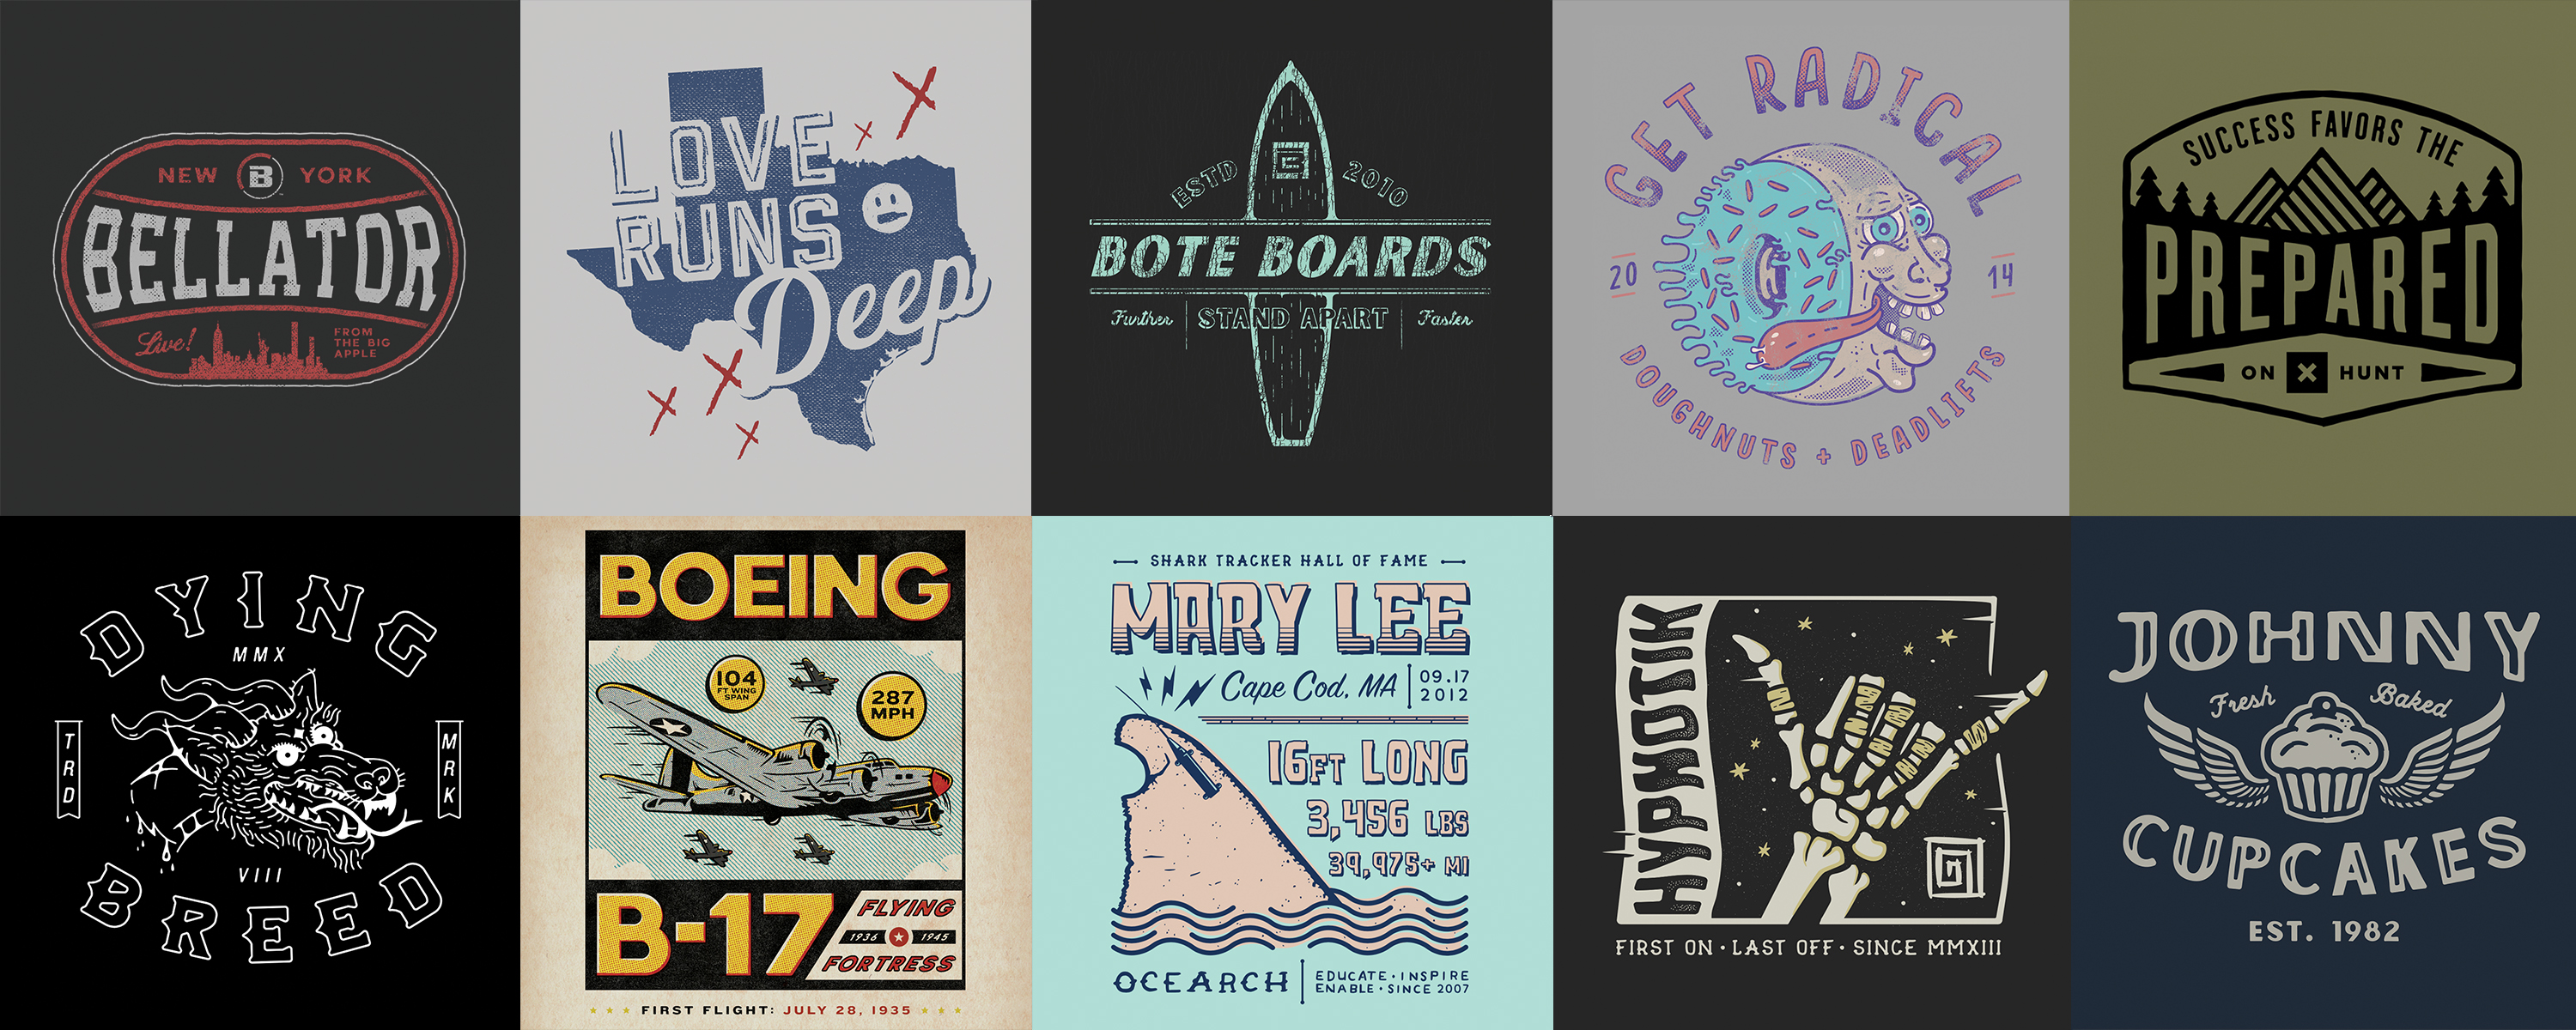 NEW B YORK
BELLATOR
Live!
FROM
THE BIG
APPLE
LOVE
RUNS
Deep
ESTD 2010
BOTE BOARDS
Further STAND APART Faster
GET RADICAL
20 14
DOUGHNUTS + DEADLIFTS
SUCCESS FAVORS THE
PREPARED
ON X HUNT
DYING
MMX
TRD
MRK
VIII
BREED
BOEING
104
FT WING
SPAN
287
MPH
B-17
FLYING
1936 1945
FORTRESS
FIRST FLIGHT: JULY 28, 1935
SHARK TRACKER HALL OF FAME
MARY LEE
Cape Cod, MA
09.17
2012
16FT LONG
3,456 LBS
39,975+ MI
OCEARCH
EDUCATE · INSPIRE
ENABLE · SINCE 2007
HYPNOTIK
FIRST ON · LAST OFF · SINCE MMXIII
JOHNNY
Fresh Baked
CUPCAKES
EST. 1982